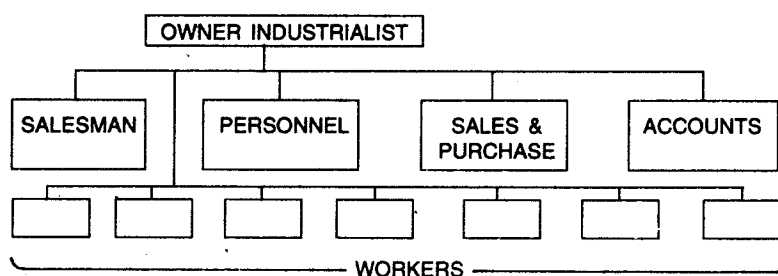 OWNER INDUSTRIALIST
SALESMAN
PERSONNEL
SALES &
PURCHASE
ACCOUNTS
WORKERS